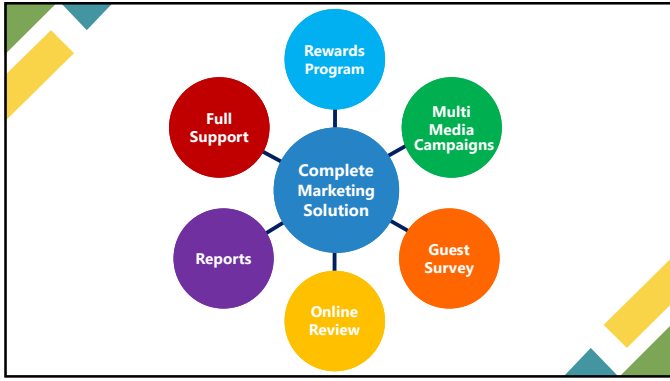 Rewards
Program
Multi
Media
Campaigns
Guest
Survey
Online
Review
Reports
Full
Support
Complete
Marketing
Solution